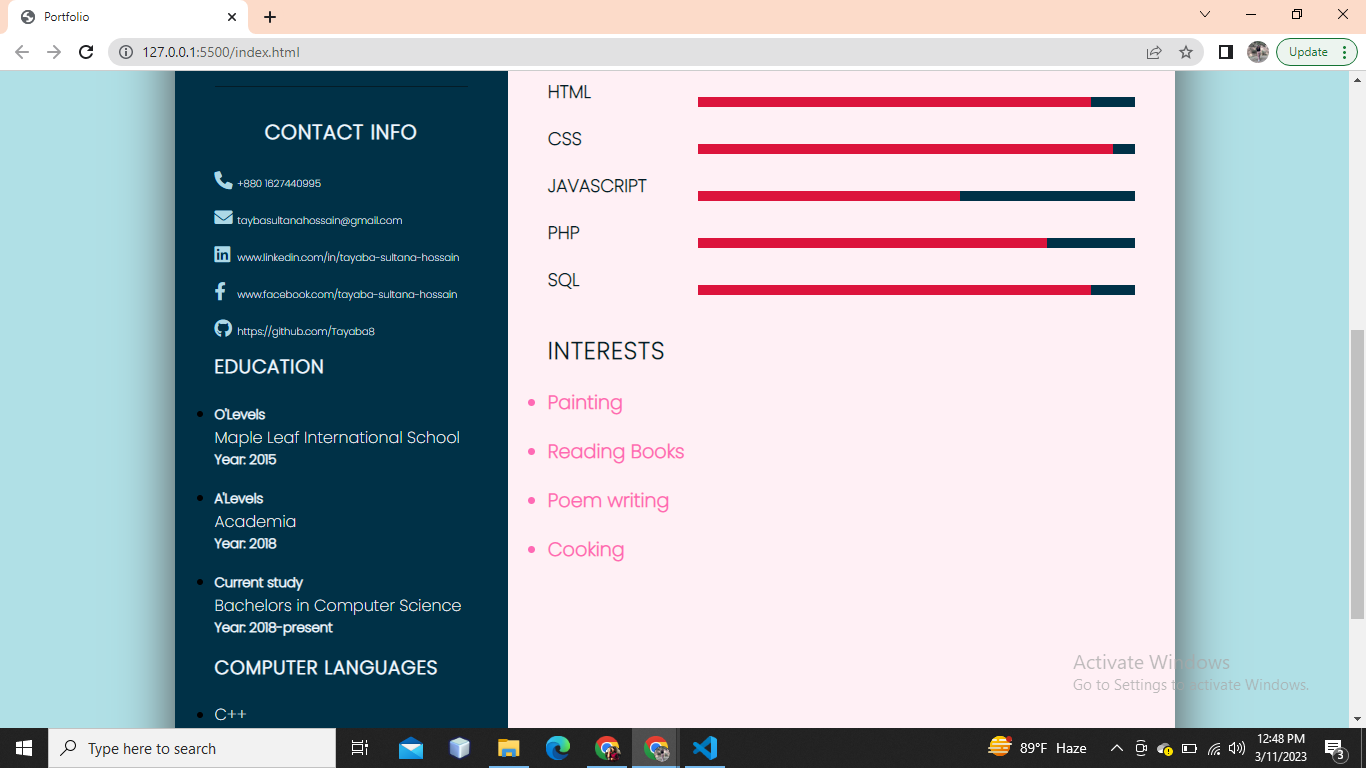 Portfolio
127.0.0.1:5500/index.html
Update
CONTACT INFO
+880 1627440995
taybasultanahossain@gmail.com
www.linkedin.com/in/tayaba-sultana-hossain
www.facebook.com/tayaba-sultana-hossain
https://github.com/Tayaba8
EDUCATION
O'Levels
Maple Leaf International School
Year: 2015
A'Levels
Academia
Year: 2018
Current study
Bachelors in Computer Science
Year: 2018-present
COMPUTER LANGUAGES
C++
HTML
CSS
JAVASCRIPT
PHP
SQL
INTERESTS
Painting
Reading Books
Poem writing
Cooking
Activate Windows
Go to Settings to activate Windows.
Type here to search
89°F Haze
12:48 PM
3/11/2023
3